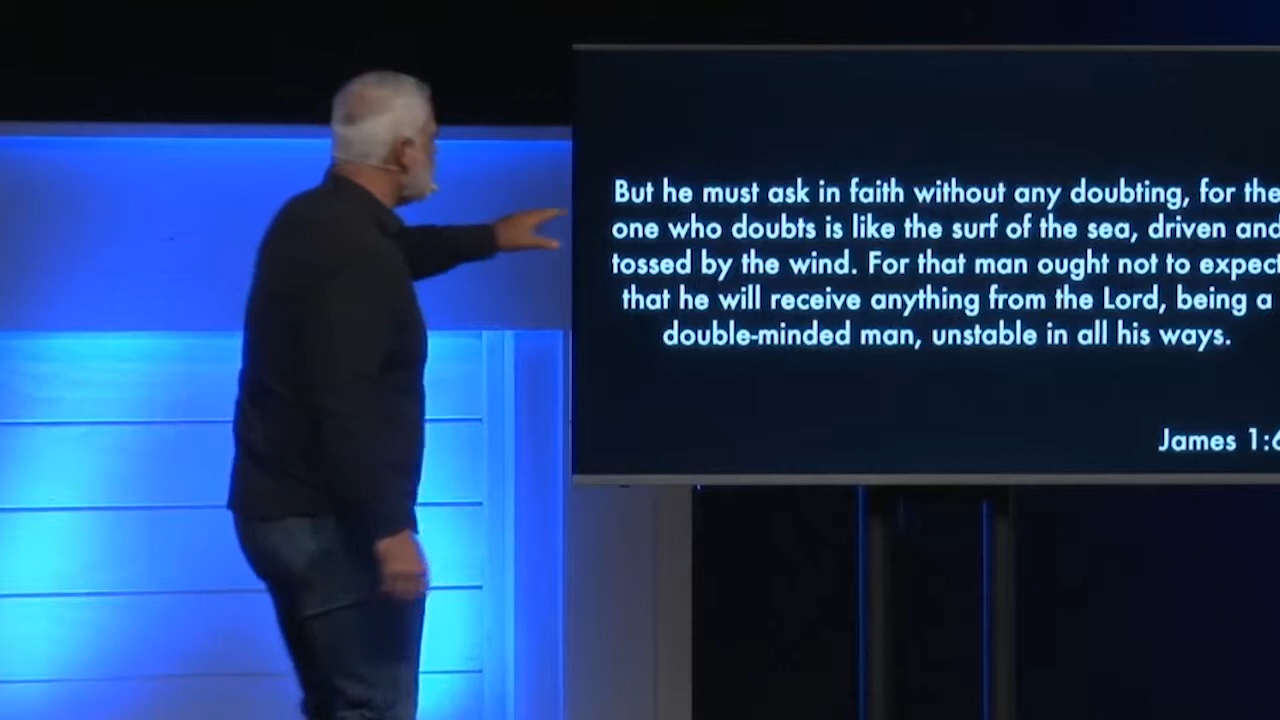 But he must ask in faith without any doubting, for the
one who doubts is like the surf of the sea, driven and
tossed by the wind. For that man ought not to expect
that he will receive anything from the Lord, being a
double-minded man, unstable in all his ways.
James 1:6